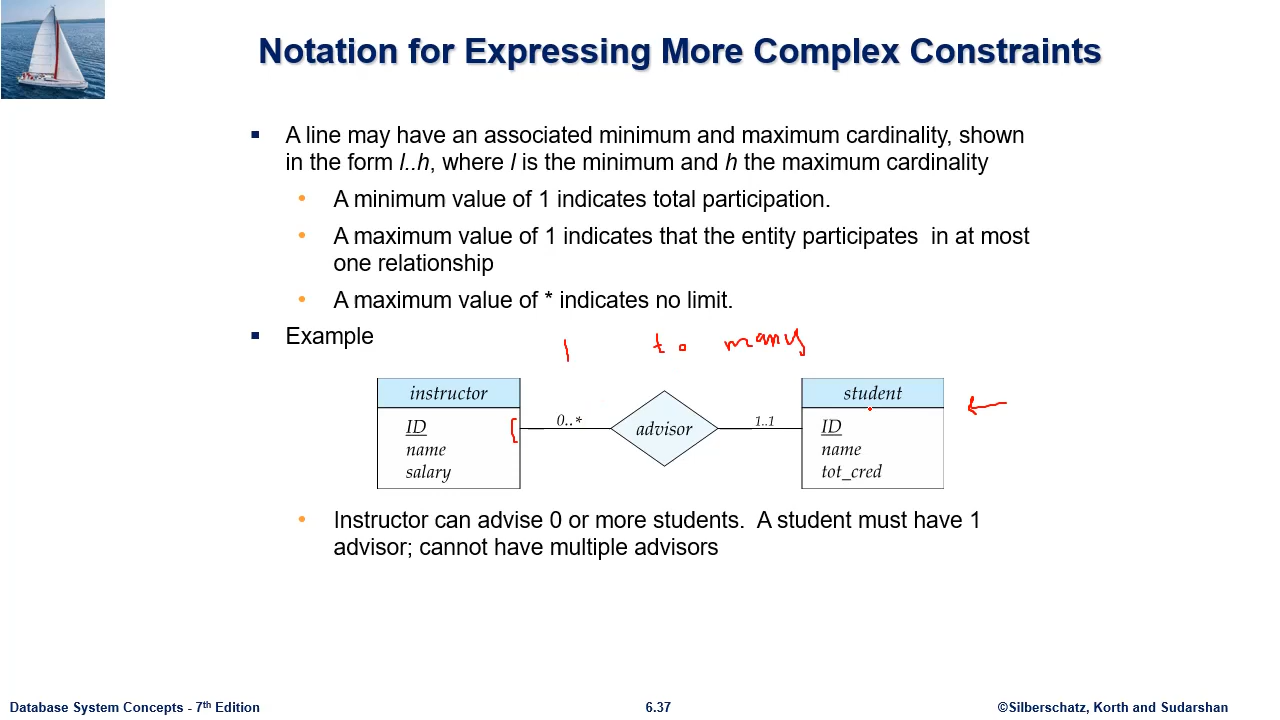 Notation for Expressing More Complex Constraints
▪ A line may have an associated minimum and maximum cardinality, shown
in the form l..h, where l is the minimum and h the maximum cardinality
• A minimum value of 1 indicates total participation.
• A maximum value of 1 indicates that the entity participates in at most
one relationship
• A maximum value of * indicates no limit.
▪ Example
1 to many
instructor
ID
name
salary
0..*
advisor
1..1
student
ID
name
tot_cred
• Instructor can advise 0 or more students. A student must have 1
advisor; cannot have multiple advisors
Database System Concepts - 7th Edition
6.37
©Silberschatz, Korth and Sudarshan